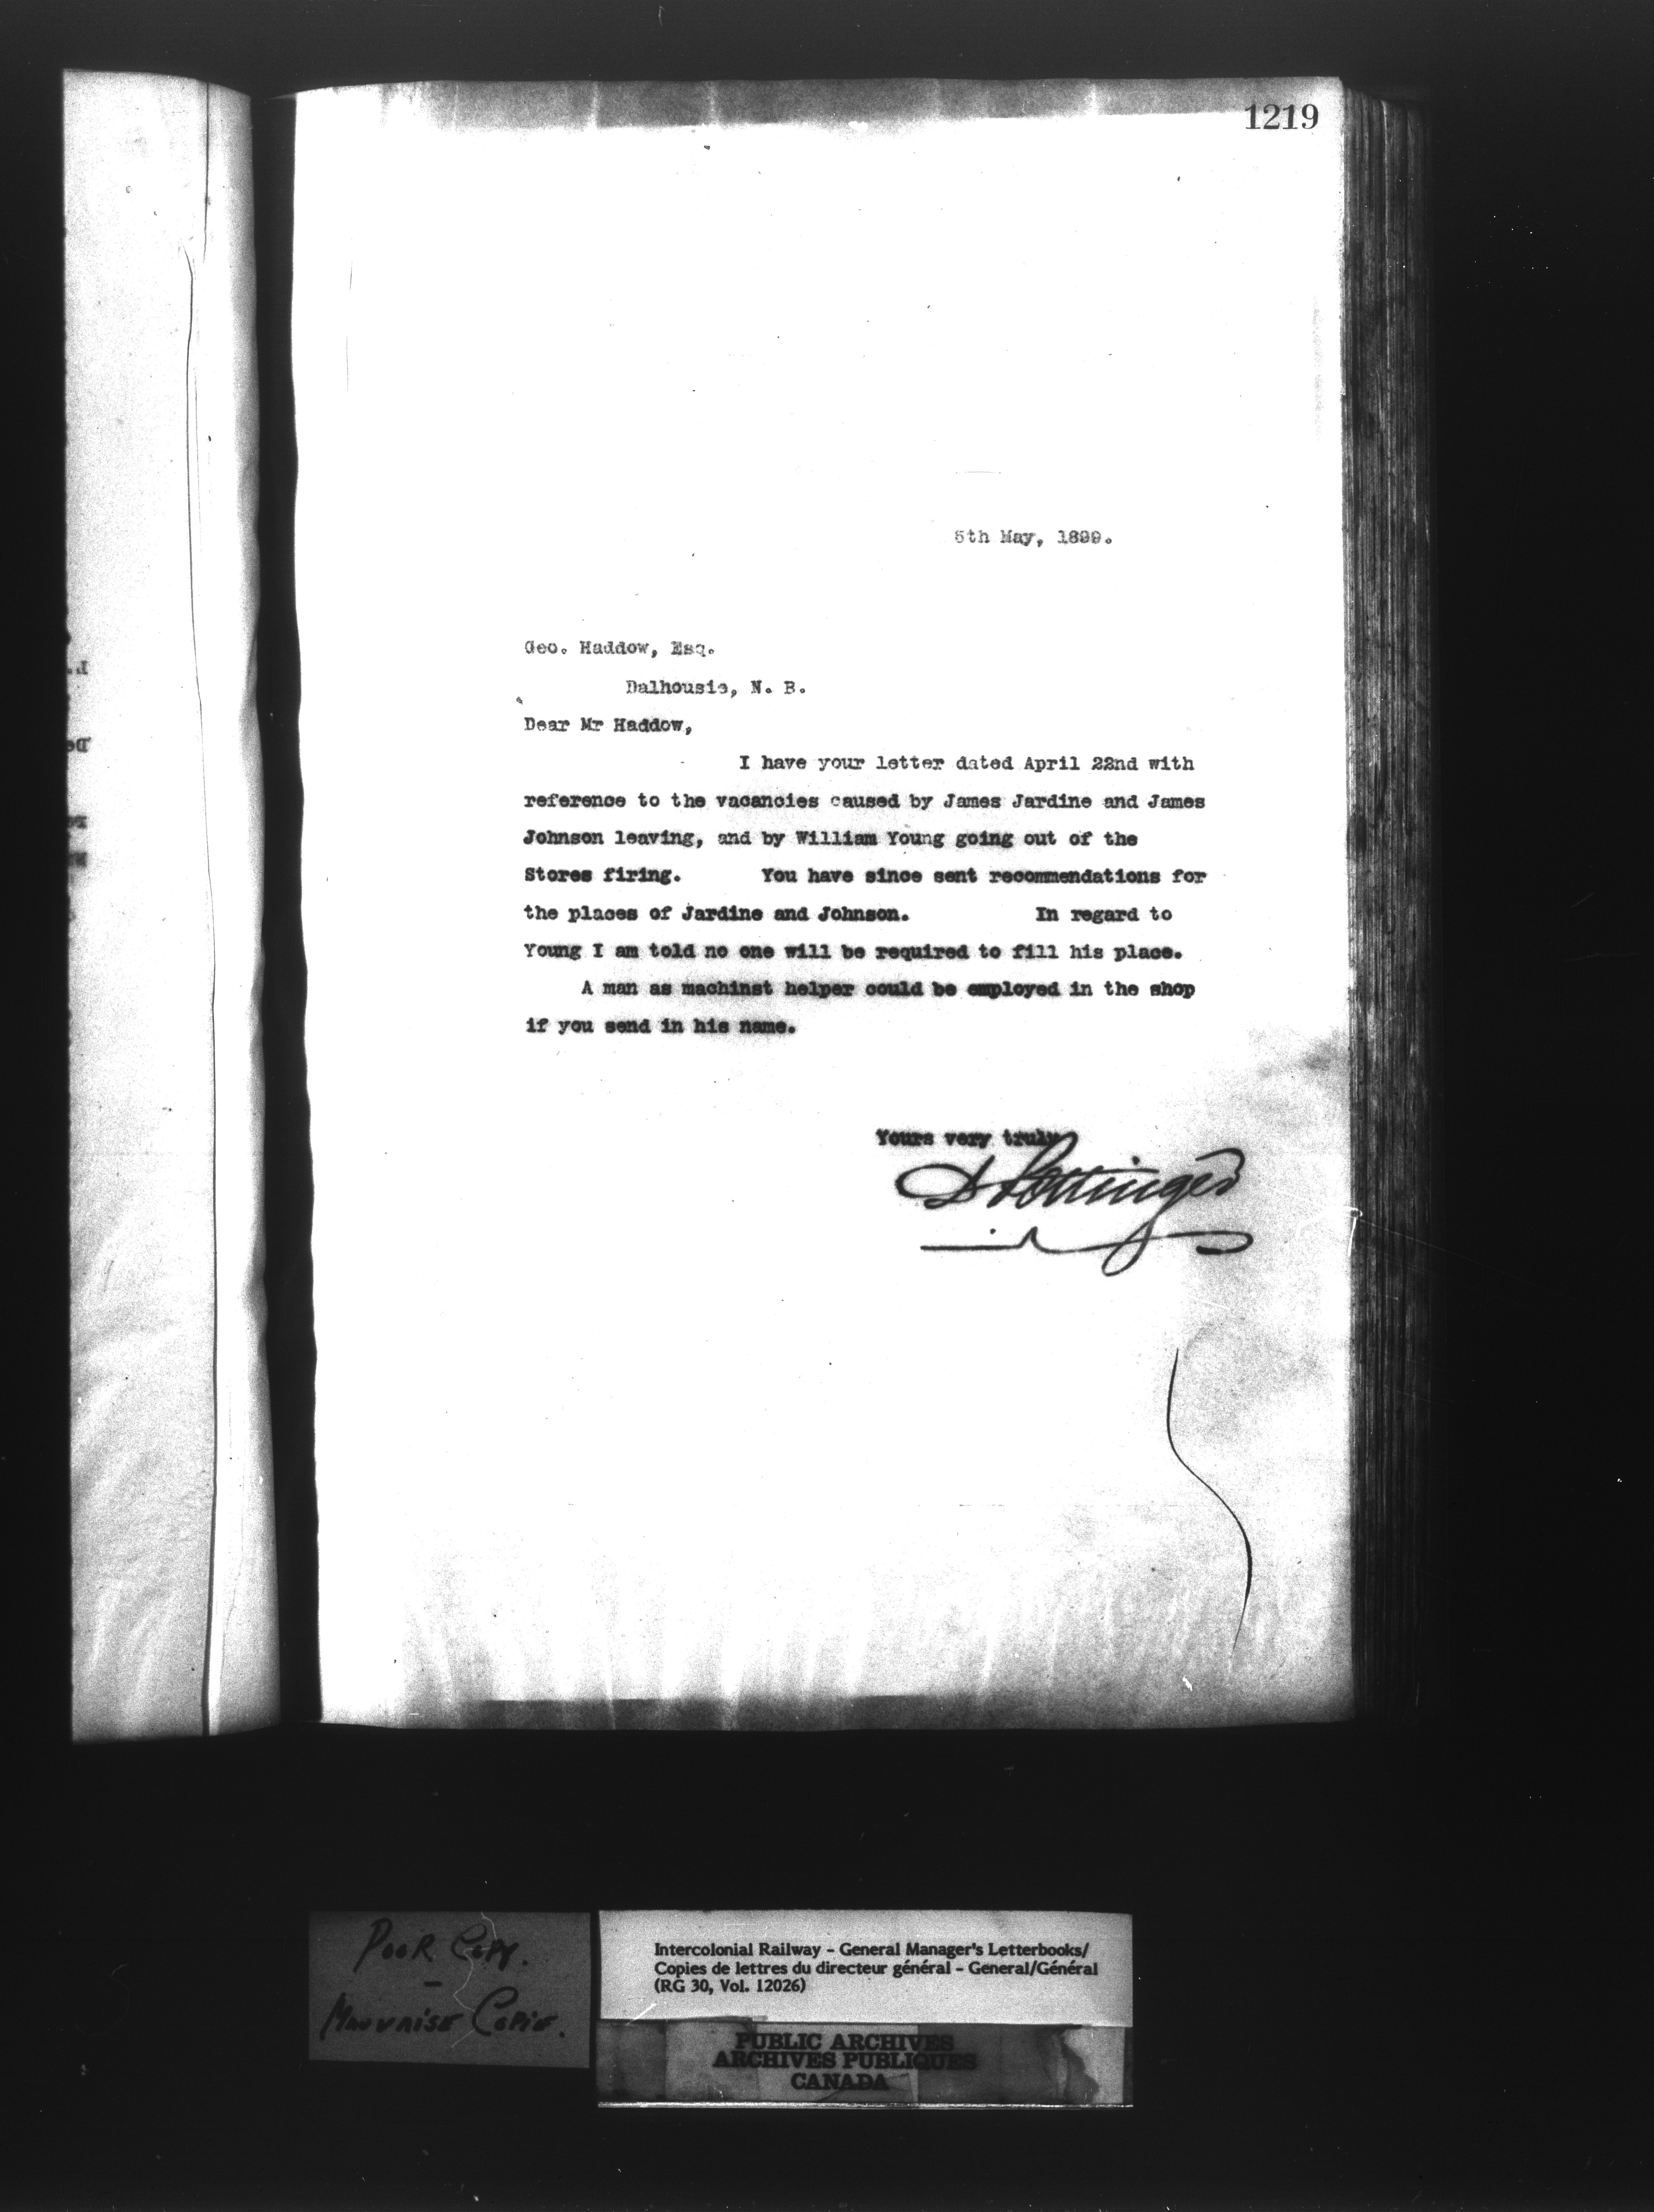 1219
5th May, 1899.
Geo. Haddow, Esq.
Dalhousie, N. B.
Dear Mr Haddow,
I have your letter dated April 22nd with
reference to the vacancies caused by James Jardine and James
Johnson leaving, and by William Young going out of the
Stores firing. You have since sent recommendations for
the places of Jardine and Johnson. In regard to
Young I am told no one will be required to fill his place.
A man as machinst helper could be employed in the shop
if you send in his name.
Yours very truly
D Pottinger
POOR COPY.
-
MAUVAISE COPIE.
Intercolonial Railway - General Manager's Letterbooks/
Copies de lettres du directeur général - General/Général
(RG 30, Vol. 12026)
PUBLIC ARCHIVES
ARCHIVES PUBLIQUES
CANADA